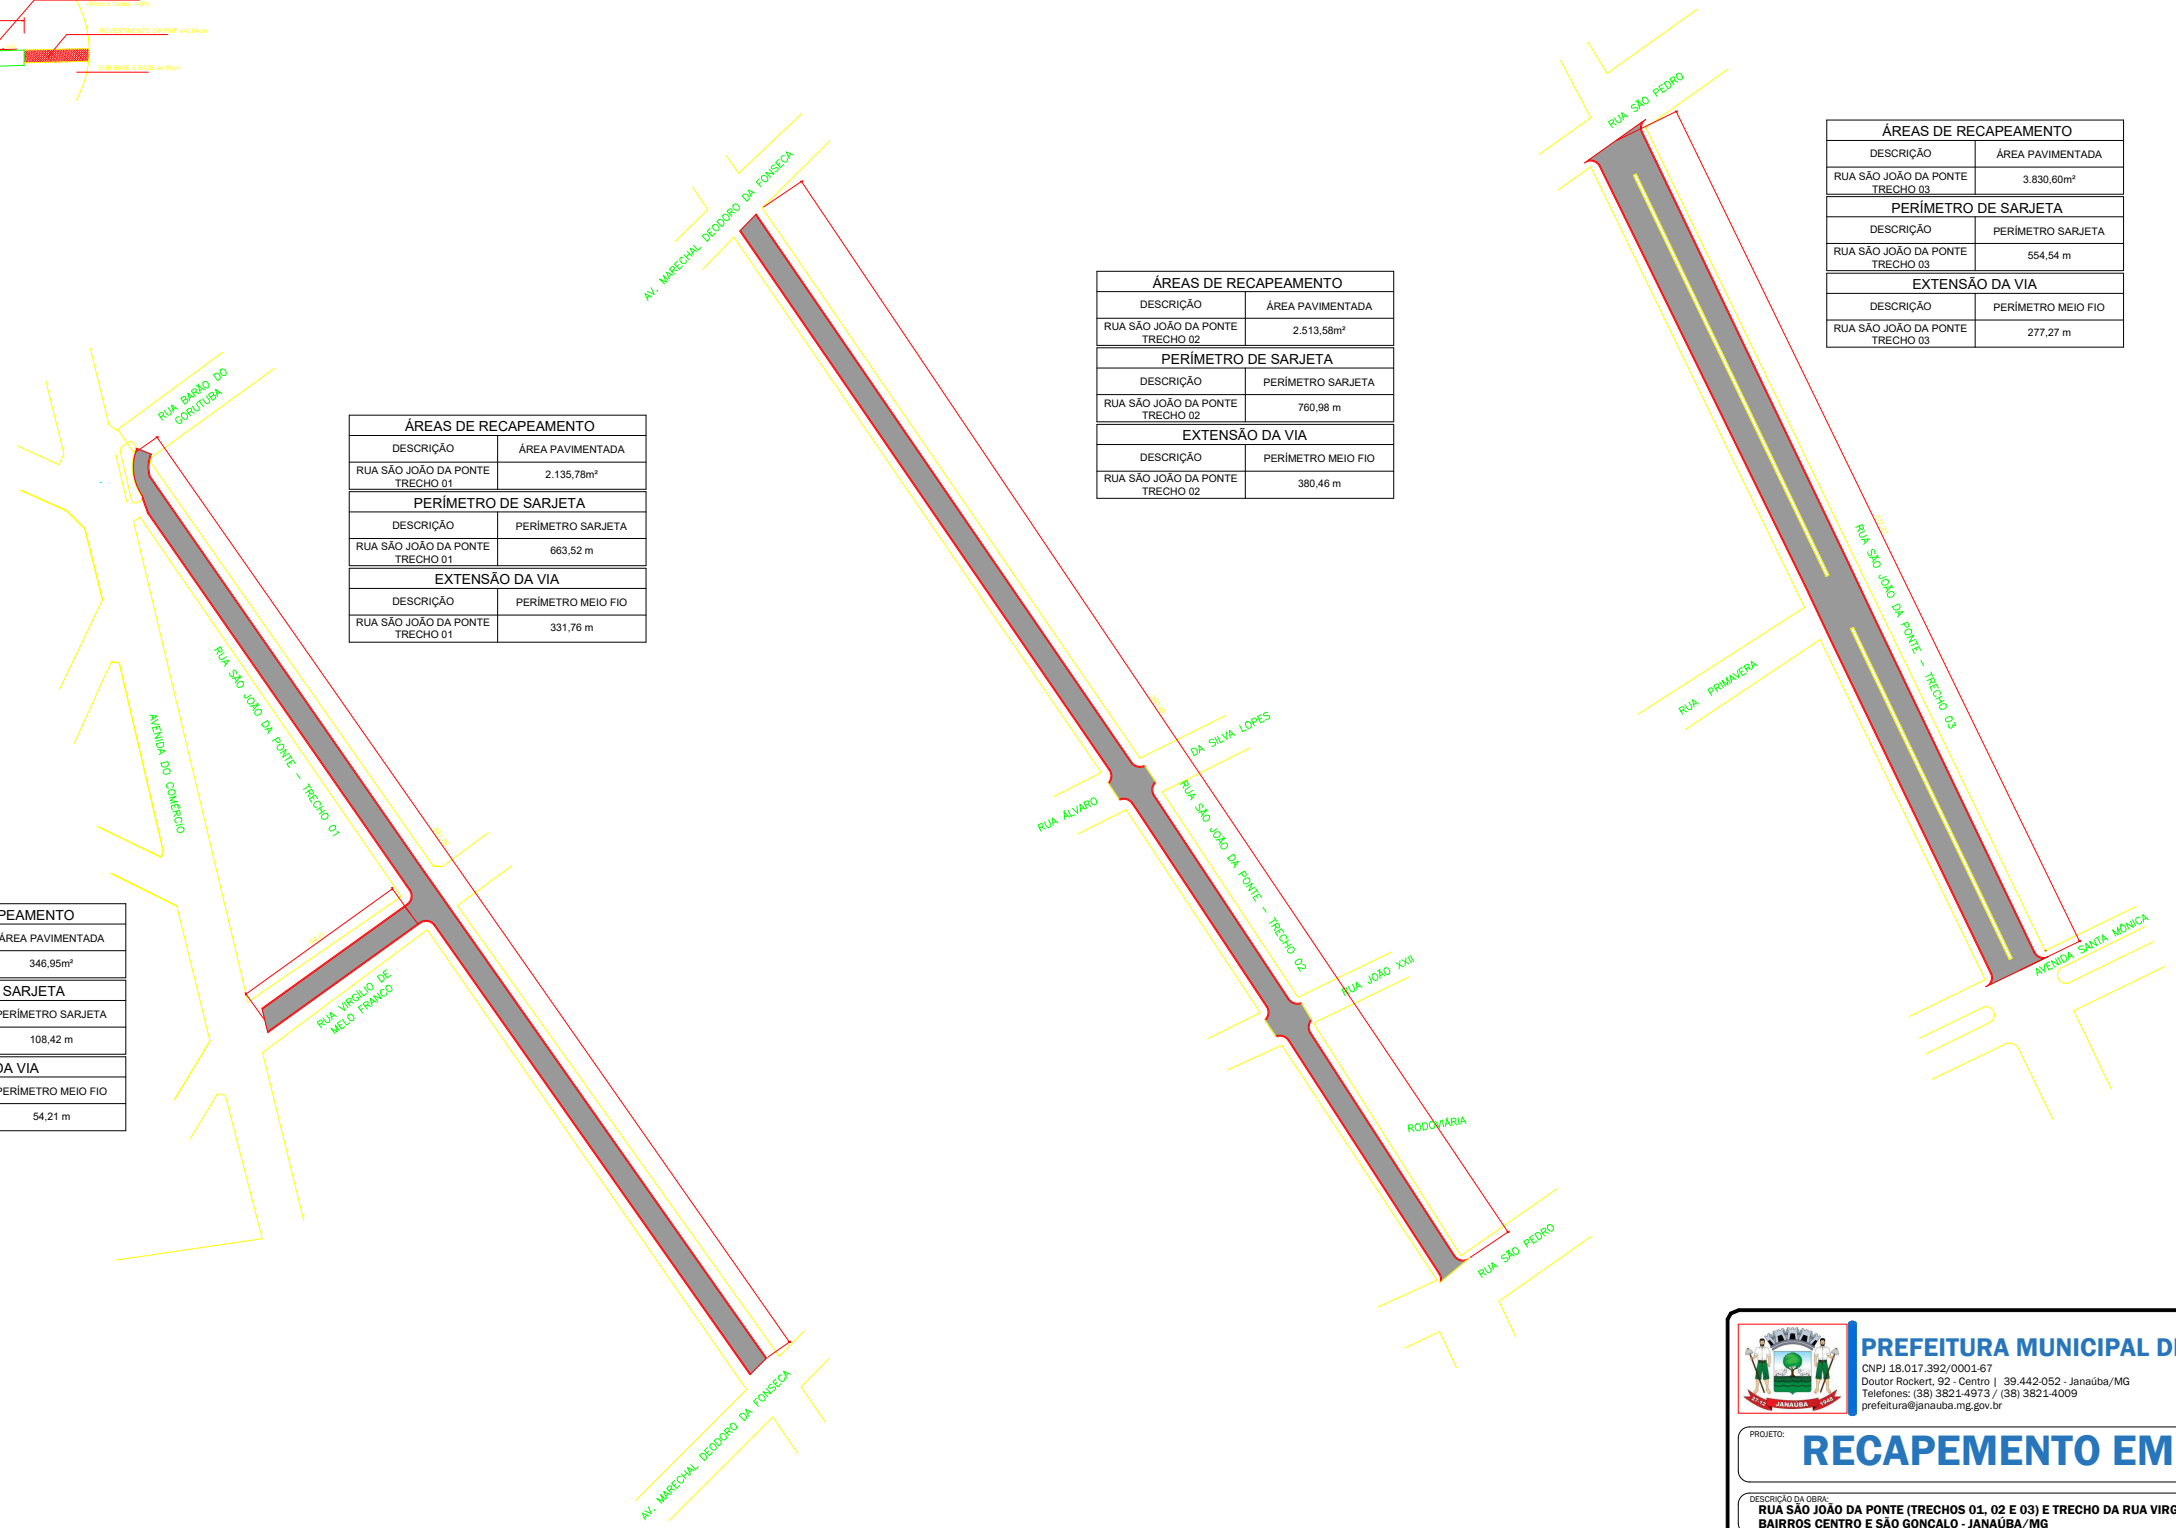 RUA SÃO PEDRO
ÁREAS DE RECAPEAMENTO
DESCRIÇÃO ÁREA PAVIMENTADA
RUA SÃO JOÃO DA PONTE
TRECHO 03 3.830,60m²
PERÍMETRO DE SARJETA
DESCRIÇÃO PERÍMETRO SARJETA
RUA SÃO JOÃO DA PONTE
TRECHO 03 554,54 m
EXTENSÃO DA VIA
DESCRIÇÃO PERÍMETRO MEIO FIO
RUA SÃO JOÃO DA PONTE
TRECHO 03 277,27 m
AV. MARECHAL DEODORO DA FONSECA
ÁREAS DE RECAPEAMENTO
DESCRIÇÃO ÁREA PAVIMENTADA
RUA SÃO JOÃO DA PONTE
TRECHO 02 2.513,58m²
PERÍMETRO DE SARJETA
DESCRIÇÃO PERÍMETRO SARJETA
RUA SÃO JOÃO DA PONTE
TRECHO 02 760,98 m
EXTENSÃO DA VIA
DESCRIÇÃO PERÍMETRO MEIO FIO
RUA SÃO JOÃO DA PONTE
TRECHO 02 380,46 m
RUA BARÃO DO
GORUTUBA
ÁREAS DE RECAPEAMENTO
DESCRIÇÃO ÁREA PAVIMENTADA
RUA SÃO JOÃO DA PONTE
TRECHO 01 2.135,78m²
PERÍMETRO DE SARJETA
DESCRIÇÃO PERÍMETRO SARJETA
RUA SÃO JOÃO DA PONTE
TRECHO 01 663,52 m
EXTENSÃO DA VIA
DESCRIÇÃO PERÍMETRO MEIO FIO
RUA SÃO JOÃO DA PONTE
TRECHO 01 331,76 m
RUA SÃO JOÃO DA PONTE - TRECHO 03
RUA PRIMAVERA
RUA SÃO JOÃO DA PONTE - TRECHO 01
AVENIDA DO COMÉRCIO
DA SILVA LOPES
RUA ÁLVARO
RUA SÃO JOÃO DA PONTE - TRECHO 02
RUA JOÃO XXII
AVENIDA SANTA MÔNICA
PEAMENTO
ÁREA PAVIMENTADA
346,95m²
SARJETA
PERÍMETRO SARJETA
108,42 m
DA VIA
PERÍMETRO MEIO FIO
54,21 m
RUA VIRGÍLIO DE
MELO FRANCO
RODOVIÁRIA
RUA SÃO PEDRO
AV. MARECHAL DEODORO DA FONSECA
27-12 JANAUBA 1948
PREFEITURA MUNICIPAL DE
CNPJ 18.017.392/0001-67
Doutor Rockert, 92 - Centro | 39.442-052 - Janaúba/MG
Telefones: (38) 3821-4973 / (38) 3821-4009
prefeitura@janauba.mg.gov.br
PROJETO:
RECAPEMENTO EM
DESCRIÇÃO DA OBRA:
RUA SÃO JOÃO DA PONTE (TRECHOS 01, 02 E 03) E TRECHO DA RUA VIRG
BAIRROS CENTRO E SÃO GONÇALO - JANAÚBA/MG